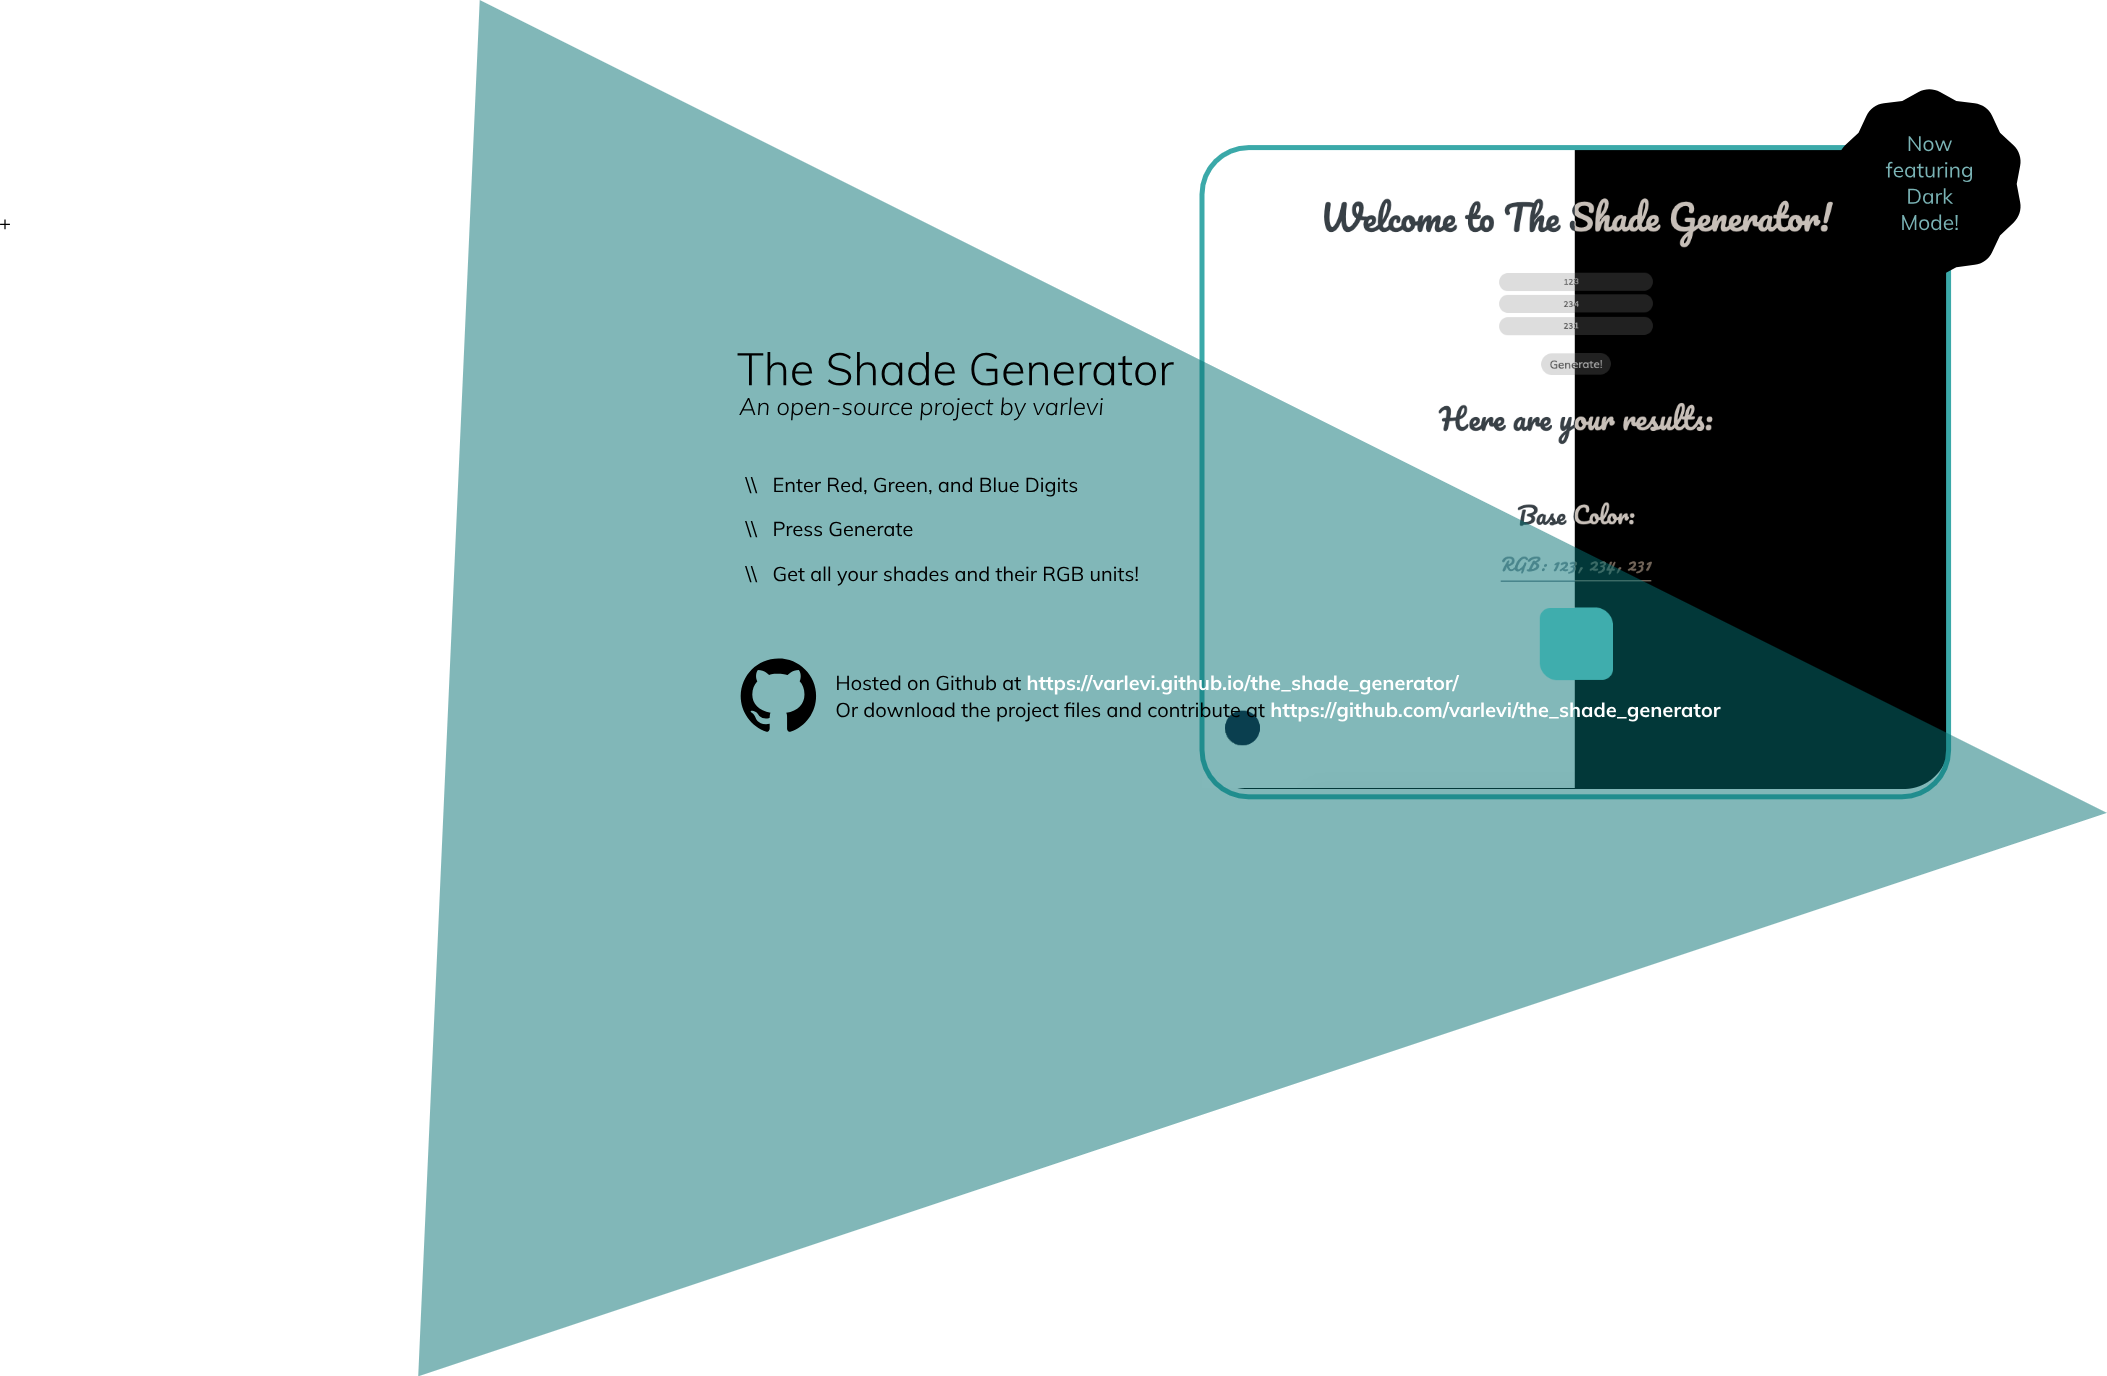 +
The Shade Generator
An open-source project by varlevi
\\ Enter Red, Green, and Blue Digits
\\ Press Generate
\\ Get all your shades and their RGB units!
Hosted on Github at https://varlevi.github.io/the_shade_generator/
Or download the project files and contribute at https://github.com/varlevi/the_shade_generator
Now
featuring
Dark
Mode!
Welcome to The Shade Generator!
123
234
231
Generate!
Here are your results:
Base Color:
RGB: 123, 234, 231